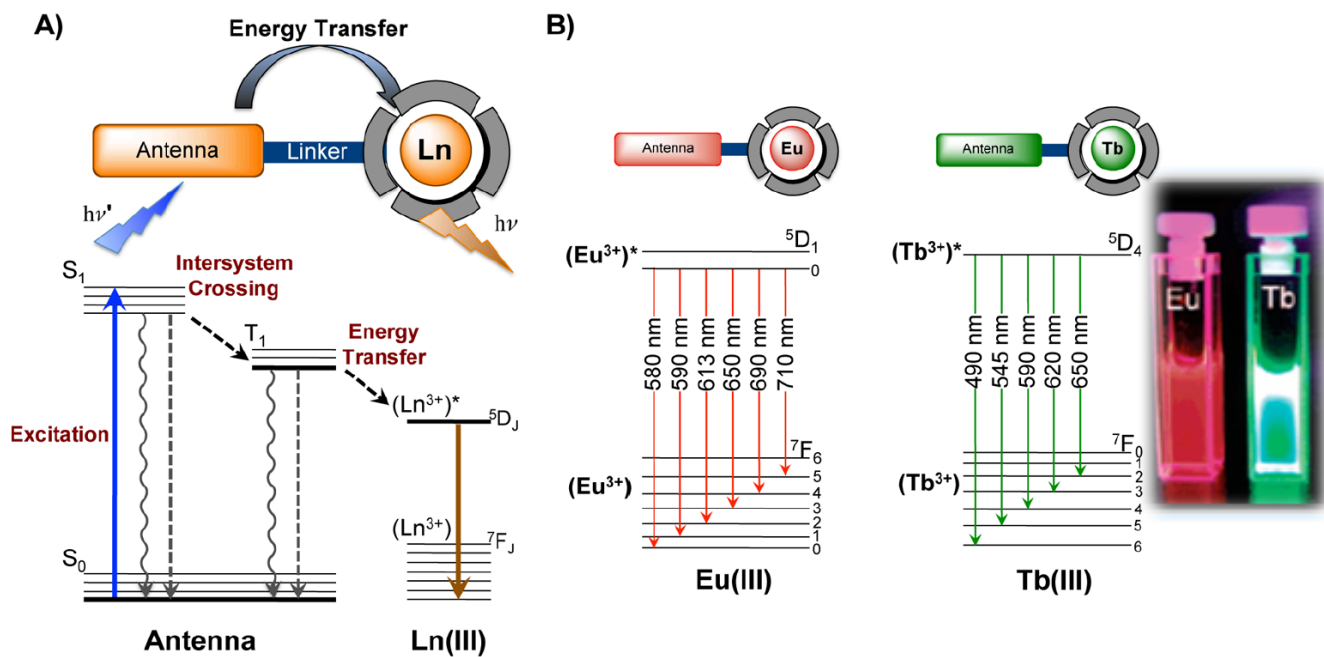 A)
Energy Transfer
Antenna
Linker
Ln
hν'
hν
S1
Intersystem
Crossing
T1
Energy
Transfer
(Ln3+)*
5DJ
Excitation
(Ln3+)
7FJ
S0
Antenna
Ln(III)
B)
Antenna
Eu
(Eu3+)*
5D1
0
580 nm
590 nm
613 nm
650 nm
690 nm
710 nm
7F6
5
(Eu3+)
4
3
2
1
0
Eu(III)
Antenna
Tb
(Tb3+)*
5D4
490 nm
545 nm
590 nm
620 nm
650 nm
7F0
1
2
(Tb3+)
3
4
5
6
Tb(III)
Eu
Tb